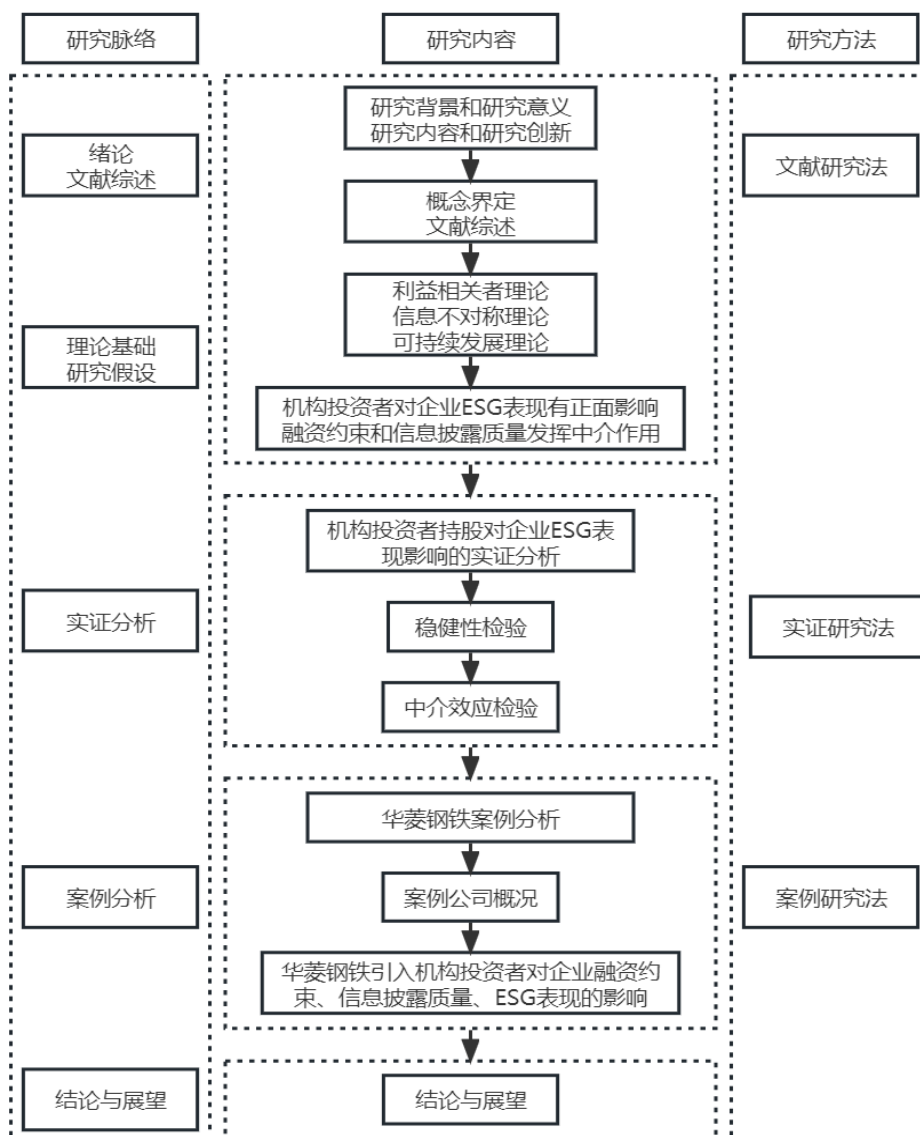 研究脉络
研究内容
研究方法
研究背景和研究意义
研究内容和研究创新
绪论
文献综述
文献研究法
概念界定
文献综述
利益相关者理论
信息不对称理论
可持续发展理论
理论基础
研究假设
机构投资者对企业ESG表现有正面影响
融资约束和信息披露质量发挥中介作用
机构投资者持股对企业ESG表
现影响的实证分析
实证分析
稳健性检验
实证研究法
中介效应检验
华菱钢铁案例分析
案例分析
案例公司概况
案例研究法
华菱钢铁引入机构投资者对企业融资约
束、信息披露质量、ESG表现的影响
结论与展望
结论与展望